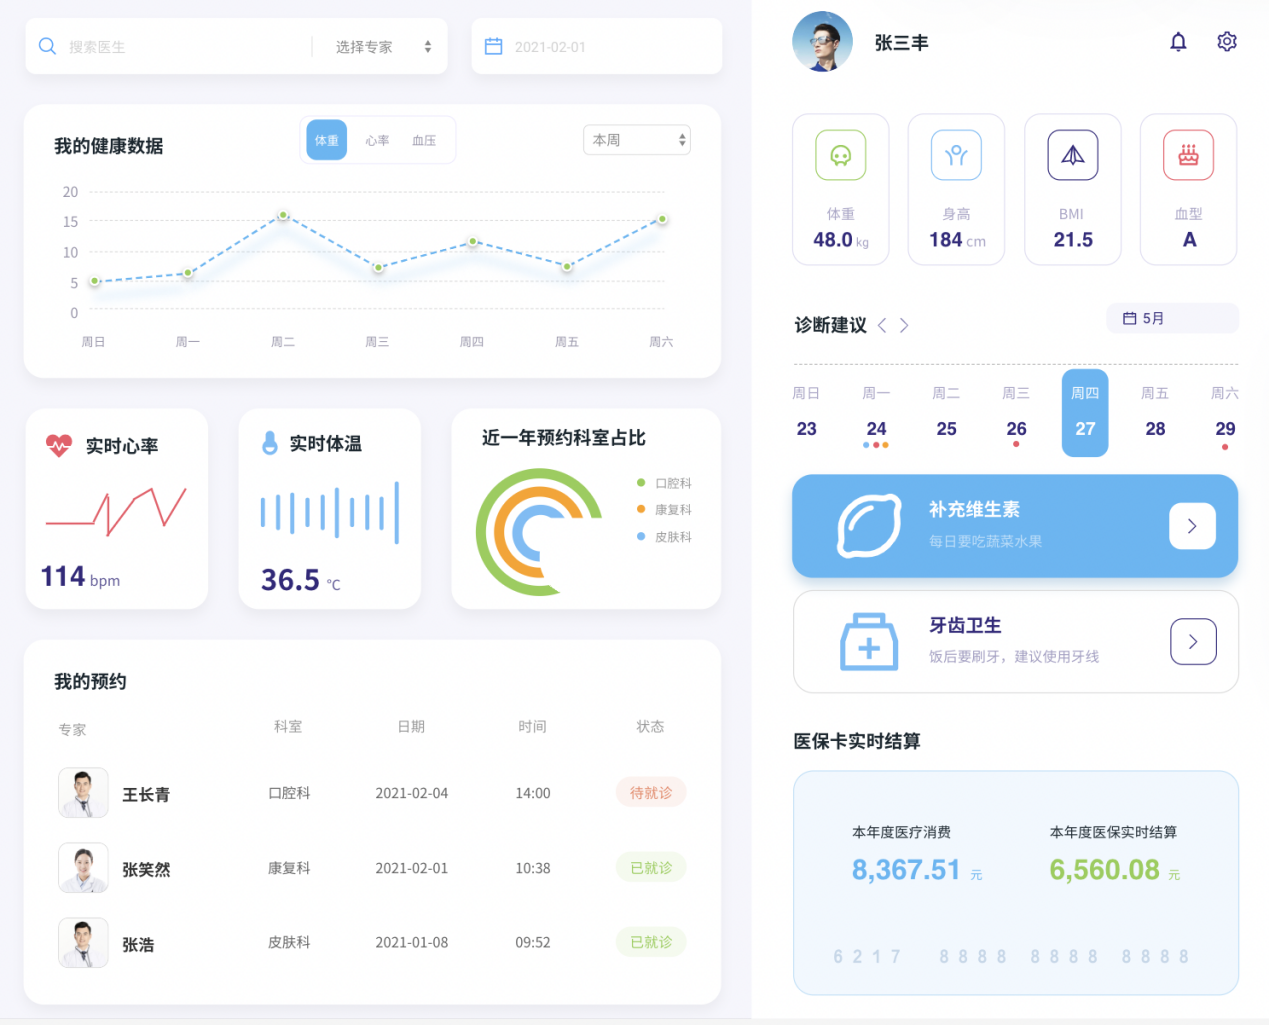 搜索医生
选择专家
2021-02-01
我的健康数据
体重
心率
血压
本周
20
15
10
5
0
周日 周一 周二 周三 周四 周五 周六
实时心率
114 bpm
实时体温
36.5 ℃
近一年预约科室占比
口腔科
康复科
皮肤科
我的预约
专家 科室 日期 时间 状态
王长青 口腔科 2021-02-04 14:00 待就诊
张笑然 康复科 2021-02-01 10:38 已就诊
张浩 皮肤科 2021-01-08 09:52 已就诊
张三丰
体重
48.0 kg
身高
184 cm
BMI
21.5
血型
A
诊断建议
5月
周日 周一 周二 周三 周四 周五 周六
23 24 25 26 27 28 29
补充维生素
每日要吃蔬菜水果
牙齿卫生
饭后要刷牙，建议使用牙线
医保卡实时结算
本年度医疗消费
8,367.51 元
本年度医保实时结算
6,560.08 元
6217 8888 8888 8888